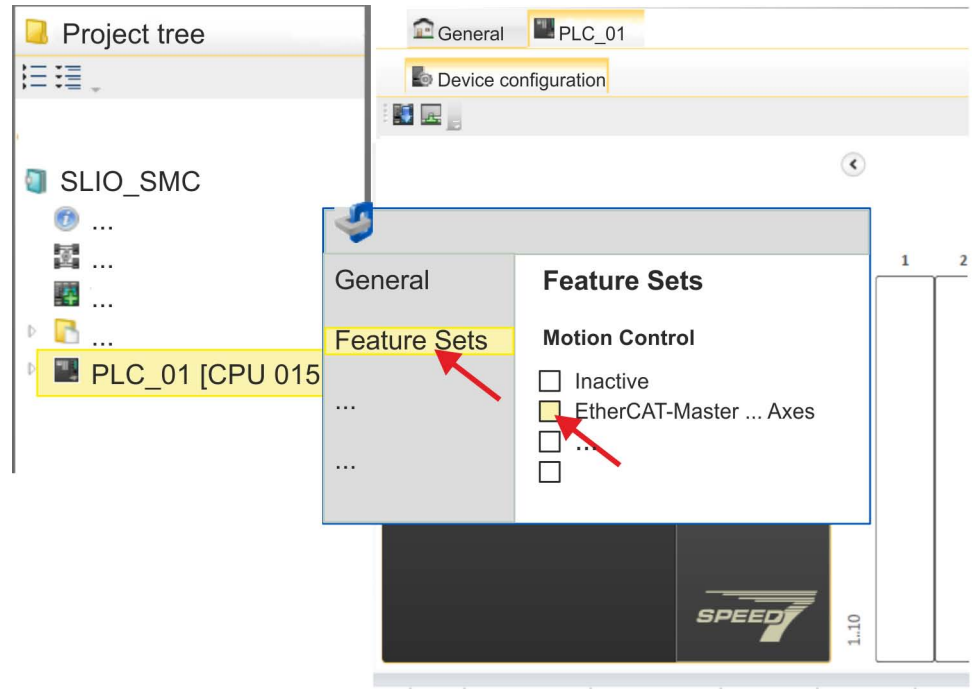 Project tree
SLIO_SMC
...
...
...
...
PLC_01 [CPU 015
General
PLC_01
Device configuration
General
Feature Sets
...
...
Feature Sets
Motion Control
Inactive
EtherCAT-Master ... Axes
...
1
2
SPEED7
1..10